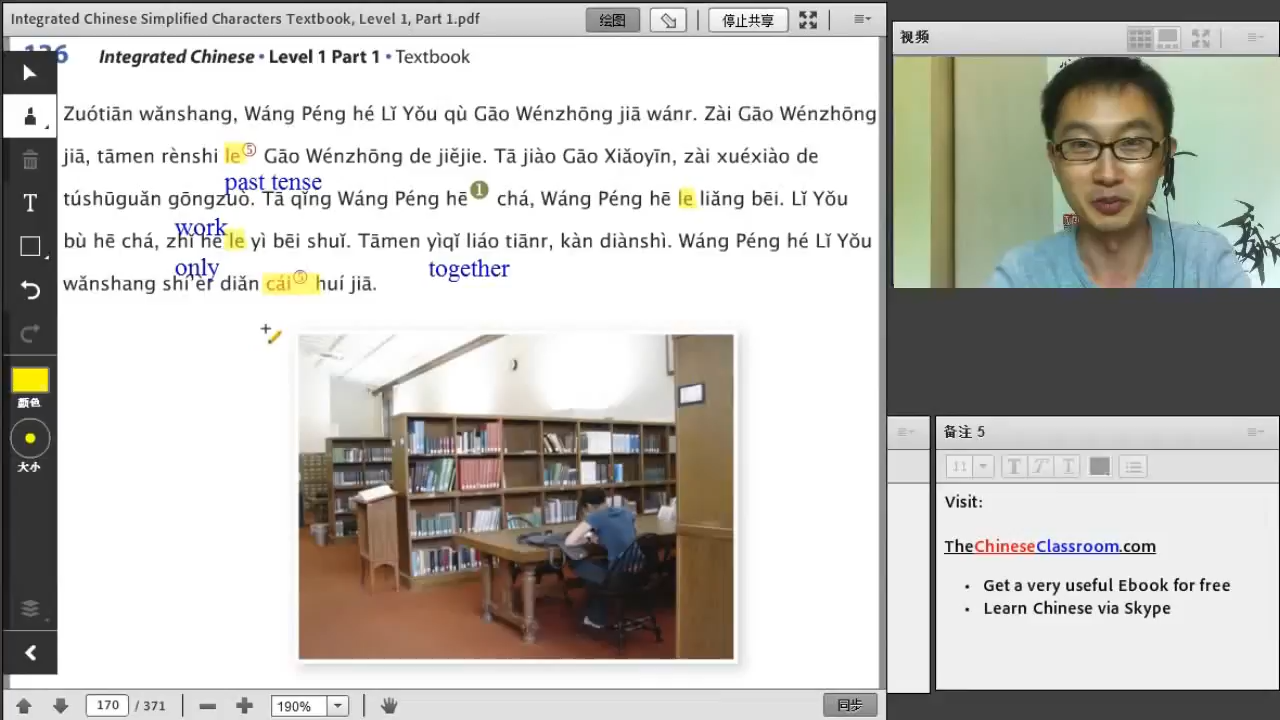 Integrated Chinese Simplified Characters Textbook, Level 1, Part 1.pdf
绘图
停止共享
视频
Integrated Chinese • Level 1 Part 1 • Textbook
Zuótiān wǎnshang, Wáng Péng hé Lǐ Yǒu qù Gāo Wénzhōng jiā wánr. Zài Gāo Wénzhōng
jiā, tāmen rènshi le⑤ Gāo Wénzhōng de jiějie. Tā jiào Gāo Xiǎoyīn, zài xuéxiào de
past tense
túshūguǎn gōngzuò. Tā qǐng Wáng Péng hē❶ chá, Wáng Péng hē le liǎng bēi. Lǐ Yǒu
work
bù hē chá, zhǐ hē le yì bēi shuǐ. Tāmen yìqǐ liáo tiānr, kàn diànshì. Wáng Péng hé Lǐ Yǒu
only
together
wǎnshang shí'èr diǎn cái⑤ huí jiā.
T
颜色
大小
备注 5
11
T T T
Visit:
TheChineseClassroom.com
• Get a very useful Ebook for free
• Learn Chinese via Skype
170 / 371
190%
同步